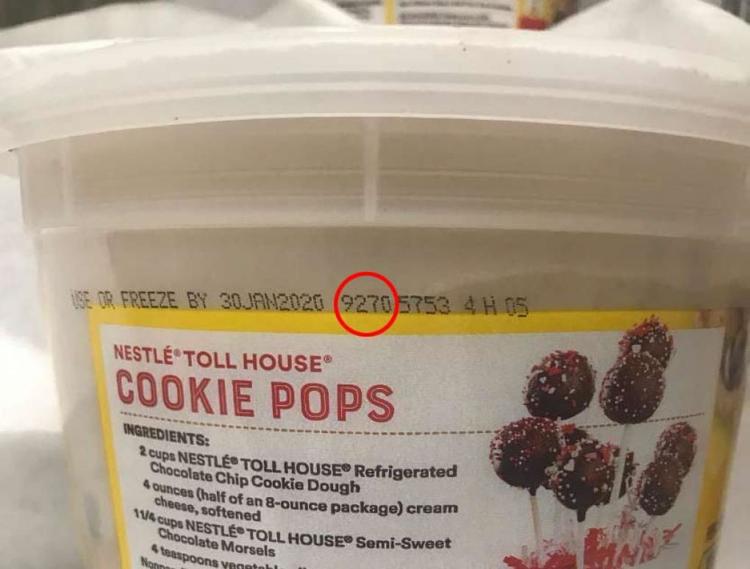 USE OR FREEZE BY 30JAN2020 9270 5753 4 H 05
NESTLÉ® TOLL HOUSE®
COOKIE POPS
INGREDIENTS:
2 cups NESTLÉ® TOLL HOUSE® Refrigerated
Chocolate Chip Cookie Dough
4 ounces (half of an 8-ounce package) cream
cheese, softened
1 1/4 cups NESTLÉ® TOLL HOUSE® Semi-Sweet
Chocolate Morsels
4 teaspoons